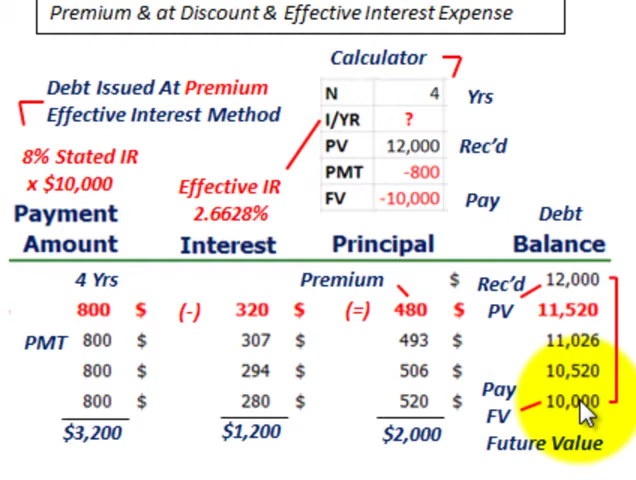 Premium & at Discount & Effective Interest Expense
Calculator
Debt Issued At Premium
Effective Interest Method
N 4 Yrs
I/YR ?
PV 12,000 Rec'd
PMT -800
FV -10,000 Pay
8% Stated IR
x $10,000
Effective IR
2.6628%
Payment Amount Interest Principal Debt Balance
4 Yrs Premium $ Rec'd 12,000
800 $ (-) 320 $ (=) 480 $ PV 11,520
PMT 800 $ 307 $ 493 $ 11,026
800 $ 294 $ 506 $ 10,520
800 $ 280 $ 520 $ Pay FV 10,000
$3,200 $1,200 $2,000 Future Value